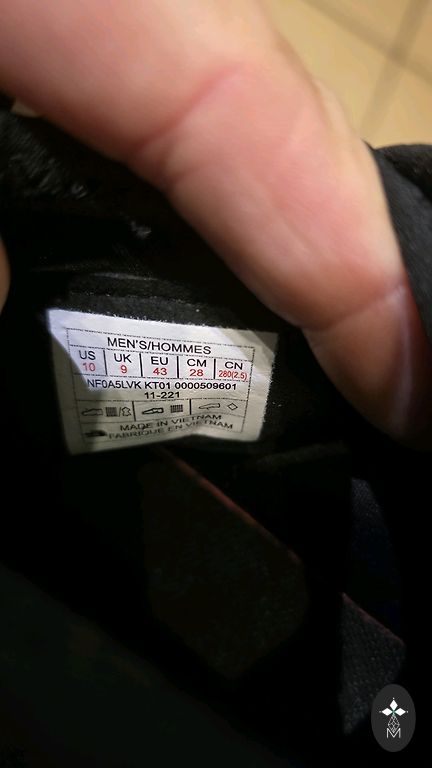 MEN'S/HOMMES
US UK EU CM CN
10 9 43 28 280(2.5)
NF0A5LVK KT01 0000509601
11-221
MADE IN VIETNAM
FABRIQUÉ EN VIETNAM
M